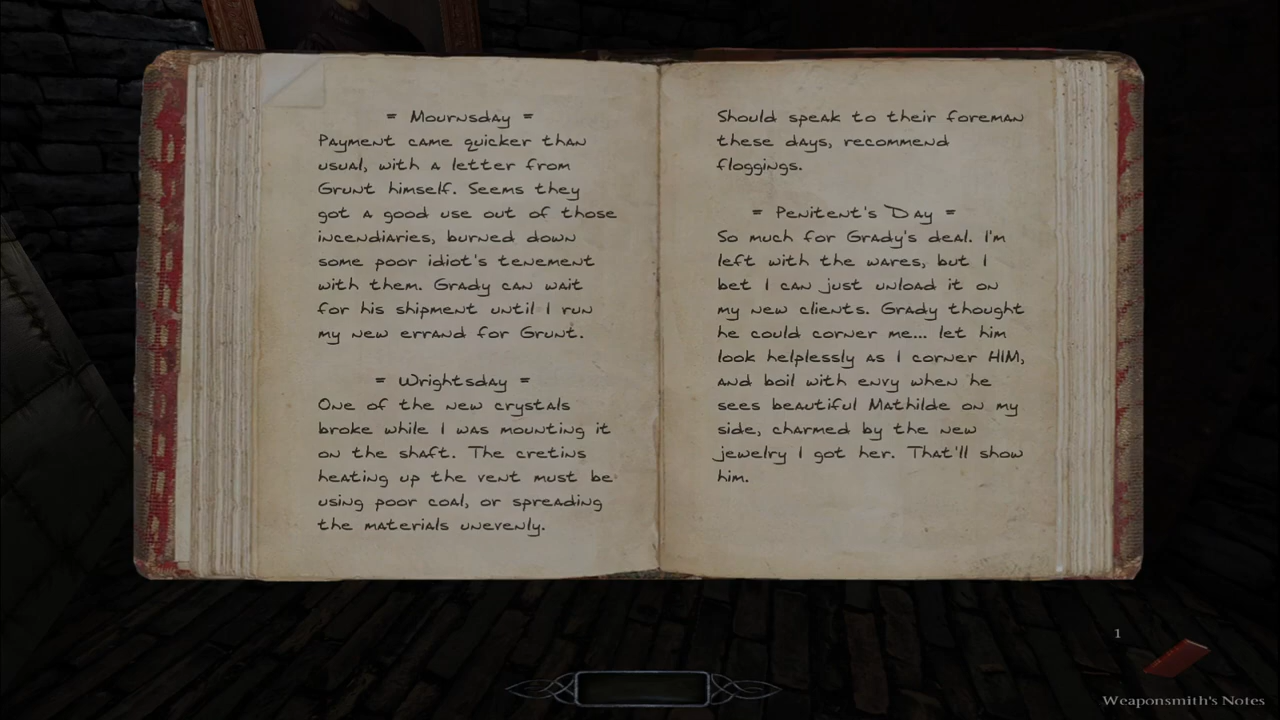 = Mournsday =
Payment came quicker than
usual, with a letter from
Grunt himself. Seems they
got a good use out of those
incendiaries, burned down
some poor idiot's tenement
with them. Grady can wait
for his shipment until I run
my new errand for Grunt.
= Wrightsday =
One of the new crystals
broke while I was mounting it
on the shaft. The cretins
heating up the vent must be
using poor coal, or spreading
the materials unevenly.
Should speak to their foreman
these days, recommend
floggings.
= Penitent's Day =
So much for Grady's deal. I'm
left with the wares, but I
bet I can just unload it on
my new clients. Grady thought
he could corner me... let him
look helplessly as I corner HIM,
and boil with envy when he
sees beautiful Mathilde on my
side, charmed by the new
jewelry I got her. That'll show
him.
1
Weaponsmith's Notes